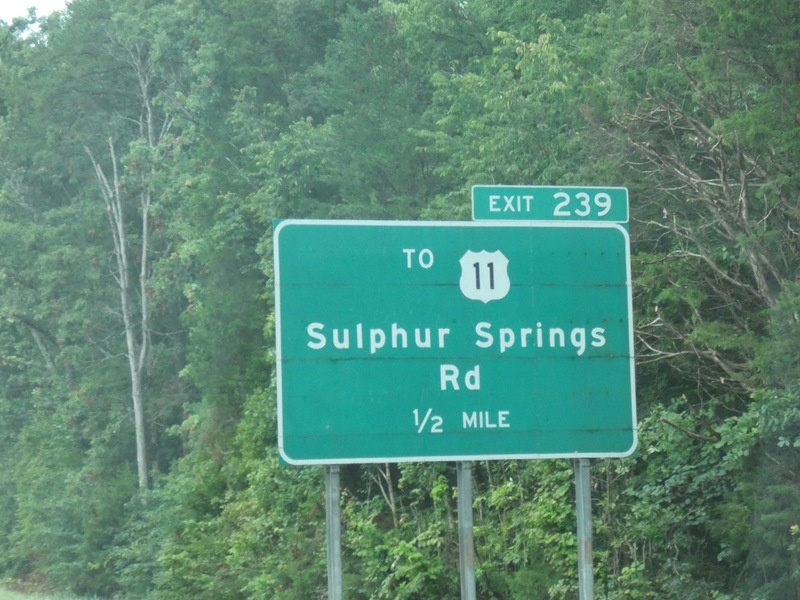 EXIT 239
TO 11
Sulphur Springs
Rd
1/2 MILE